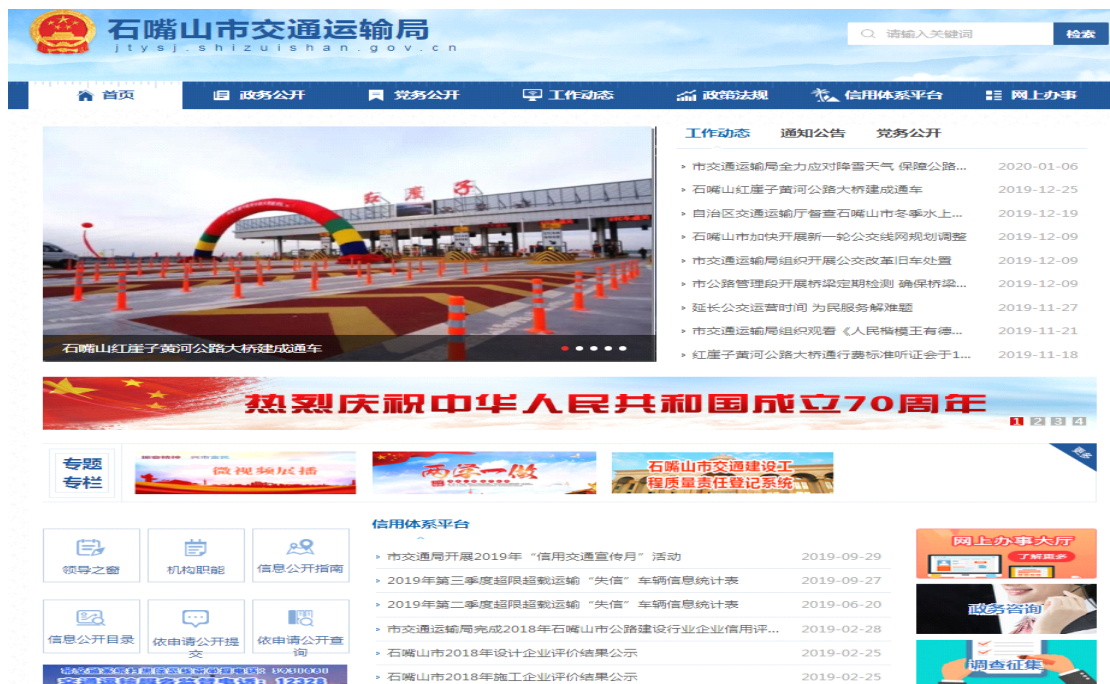 石嘴山市交通运输局
jtysj.shizuishan.gov.cn
请输入关键词
检索
首页
政务公开
党务公开
工作动态
政策法规
信用体系平台
网上办事
红崖子
石嘴山红崖子黄河公路大桥建成通车
工作动态 通知公告 党务公开
市交通运输局全力应对降雪天气 保障公路... 2020-01-06
石嘴山红崖子黄河公路大桥建成通车 2019-12-25
自治区交通运输厅督查石嘴山市冬季水上... 2019-12-19
石嘴山市加快开展新一轮公交线网规划调整 2019-12-09
市交通运输局组织开展公交改革旧车处置 2019-12-09
市公路管理段开展桥梁定期检测 确保桥梁... 2019-12-09
延长公交运营时间 为民服务解难题 2019-11-27
市交通运输局组织观看《人民楷模王有德... 2019-11-21
红崖子黄河公路大桥通行费标准听证会于1... 2019-11-18
热烈庆祝中华人民共和国成立70周年
1 2 3 4
专题
专栏
微视频展播
两学一做
石嘴山市交通建设工
程质量责任登记系统
更多
领导之窗
机构职能
信息公开指南
信息公开目录
依申请公开提
交
依申请公开查
询
交通运输服务监督电话：12328
信用体系平台
市交通局开展2019年“信用交通宣传月”活动 2019-09-29
2019年第三季度超限超载运输“失信”车辆信息统计表 2019-09-27
2019年第二季度超限超载运输“失信”车辆信息统计表 2019-06-20
市交通运输局完成2018年石嘴山市公路建设行业企业信用评... 2019-02-28
石嘴山市2018年设计企业评价结果公示 2019-02-25
石嘴山市2018年施工企业评价结果公示 2019-02-25
网上办事大厅
了解更多
政务咨询
调查征集